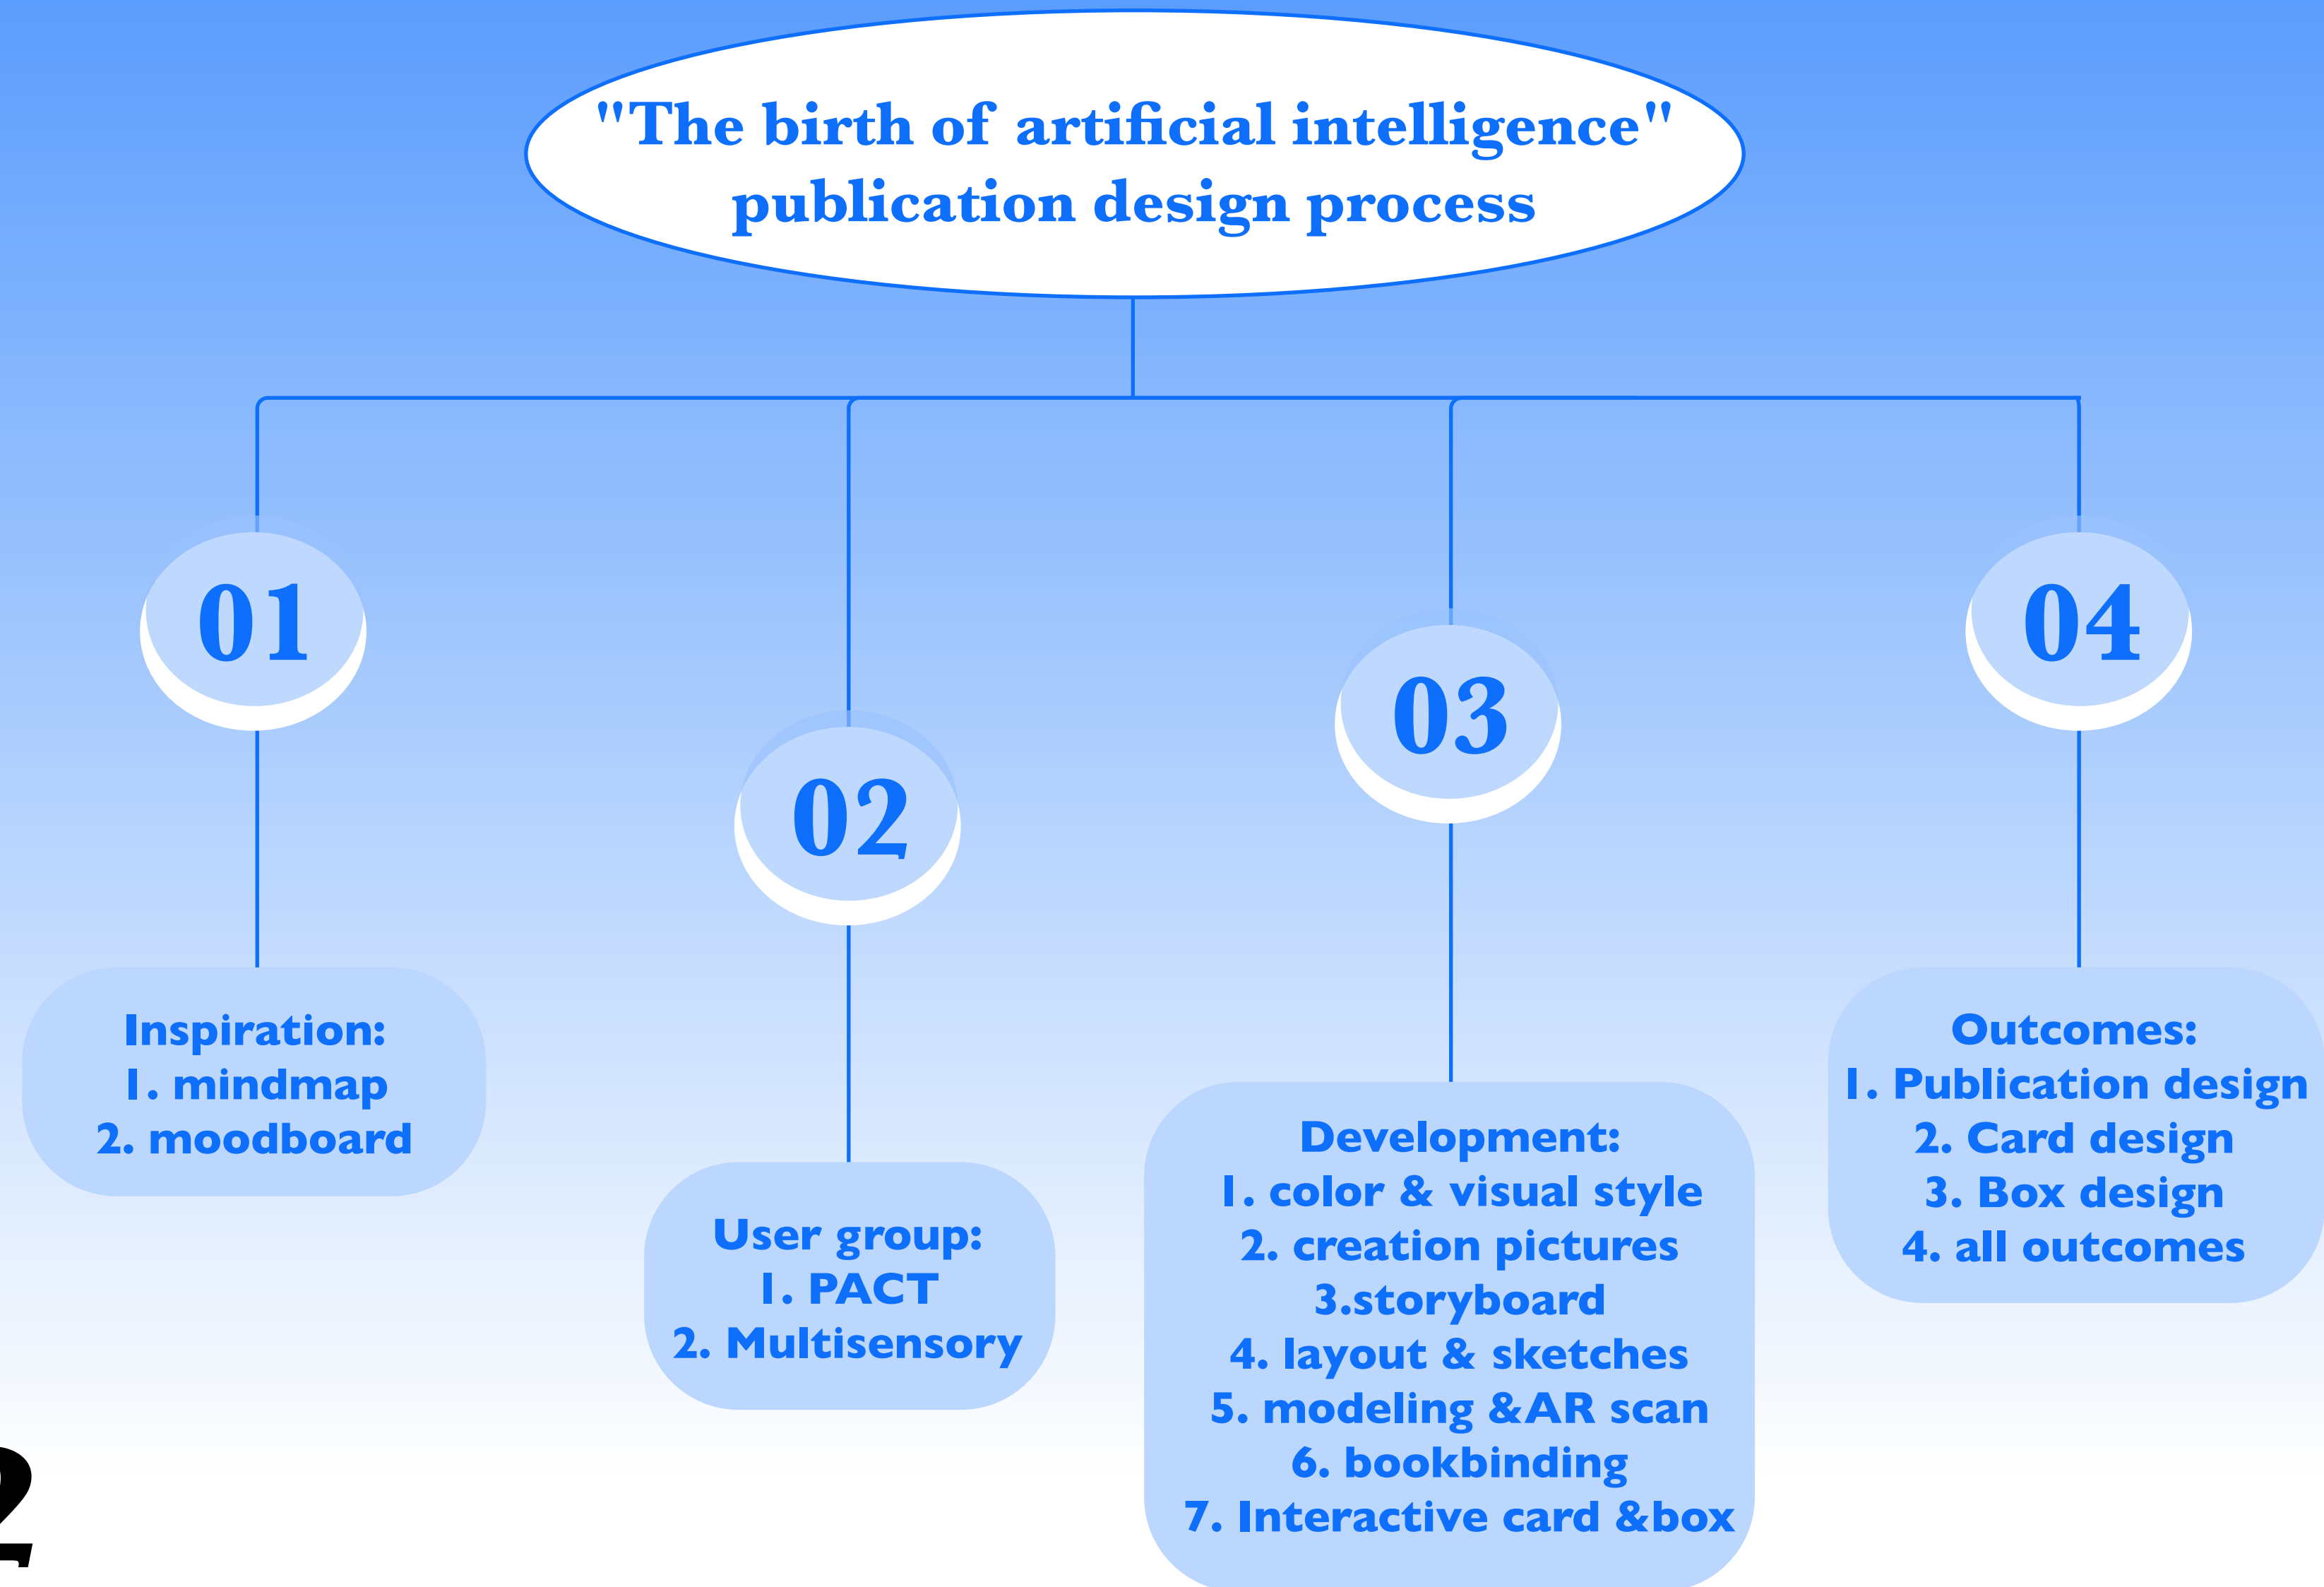 "The birth of artificial intelligence"
publication design process
01
02
03
04
Inspiration:
1. mindmap
2. moodboard
User group:
1. PACT
2. Multisensory
Development:
1. color & visual style
2. creation pictures
3.storyboard
4. layout & sketches
5. modeling &AR scan
6. bookbinding
7. Interactive card &box
Outcomes:
1. Publication design
2. Card design
3. Box design
4. all outcomes
2